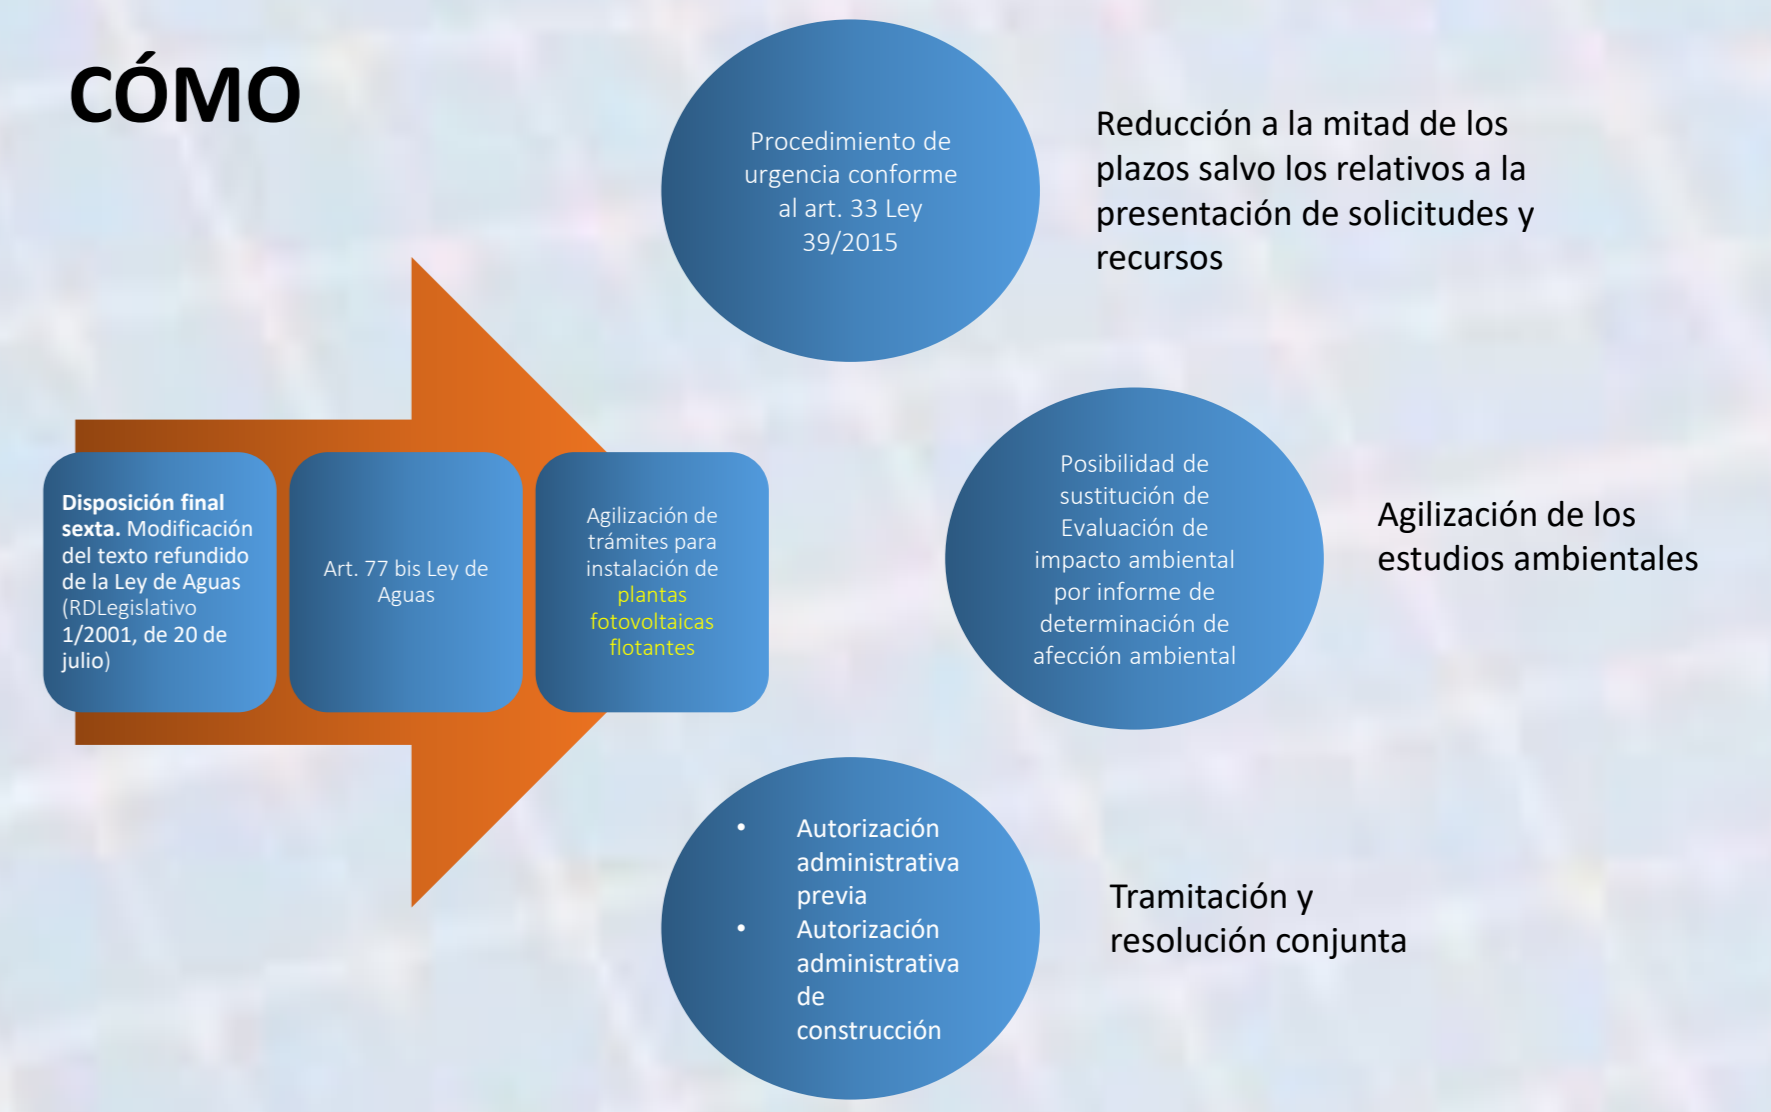 CÓMO
Procedimiento de
urgencia conforme
al art. 33 Ley
39/2015
Reducción a la mitad de los
plazos salvo los relativos a la
presentación de solicitudes y
recursos
Disposición final
sexta. Modificación
del texto refundido
de la Ley de Aguas
(RDLegislativo
1/2001, de 20 de
julio)
Art. 77 bis Ley de
Aguas
Agilización de
trámites para
instalación de
plantas
fotovoltaicas
flotantes
Posibilidad de
sustitución de
Evaluación de
impacto ambiental
por informe de
determinación de
afección ambiental
Agilización de los
estudios ambientales
• Autorización
administrativa
previa
• Autorización
administrativa
de
construcción
Tramitación y
resolución conjunta